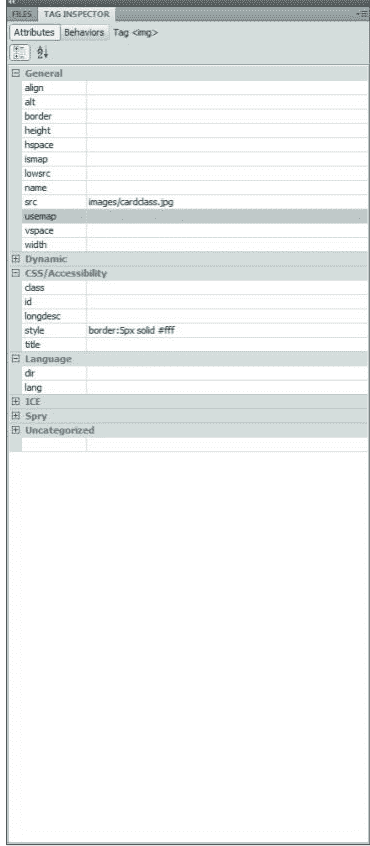 FILES TAG INSPECTOR
Attributes Behaviors Tag <img>
General
align
alt
border
height
hspace
ismap
lowsrc
name
src images/cardclass.jpg
usemap
vspace
width
Dynamic
CSS/Accessibility
class
id
longdesc
style border:5px solid #fff
title
Language
dir
lang
ICE
Spry
Uncategorized